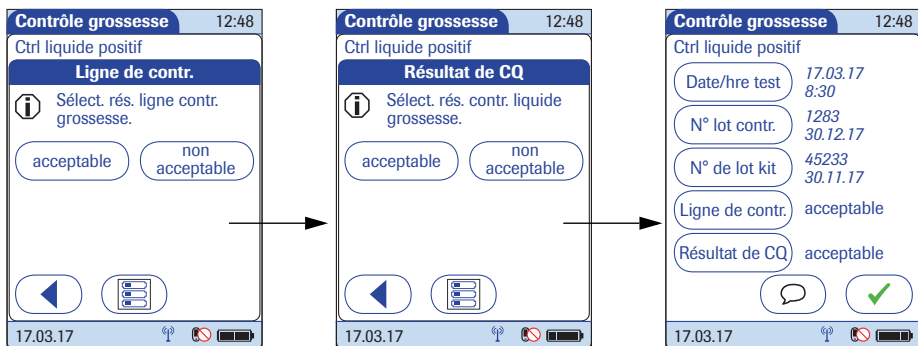 Contrôle grossesse 12:48
Ctrl liquide positif
Ligne de contr.
Sélect. rés. ligne contr.
grossesse.
acceptable
non
acceptable
17.03.17
Contrôle grossesse 12:48
Ctrl liquide positif
Résultat de CQ
Sélect. rés. contr. liquide
grossesse.
acceptable
non
acceptable
17.03.17
Contrôle grossesse 12:48
Ctrl liquide positif
Date/hre test 17.03.17
8:30
N° lot contr. 1283
30.12.17
N° de lot kit 45233
30.11.17
Ligne de contr. acceptable
Résultat de CQ acceptable
17.03.17